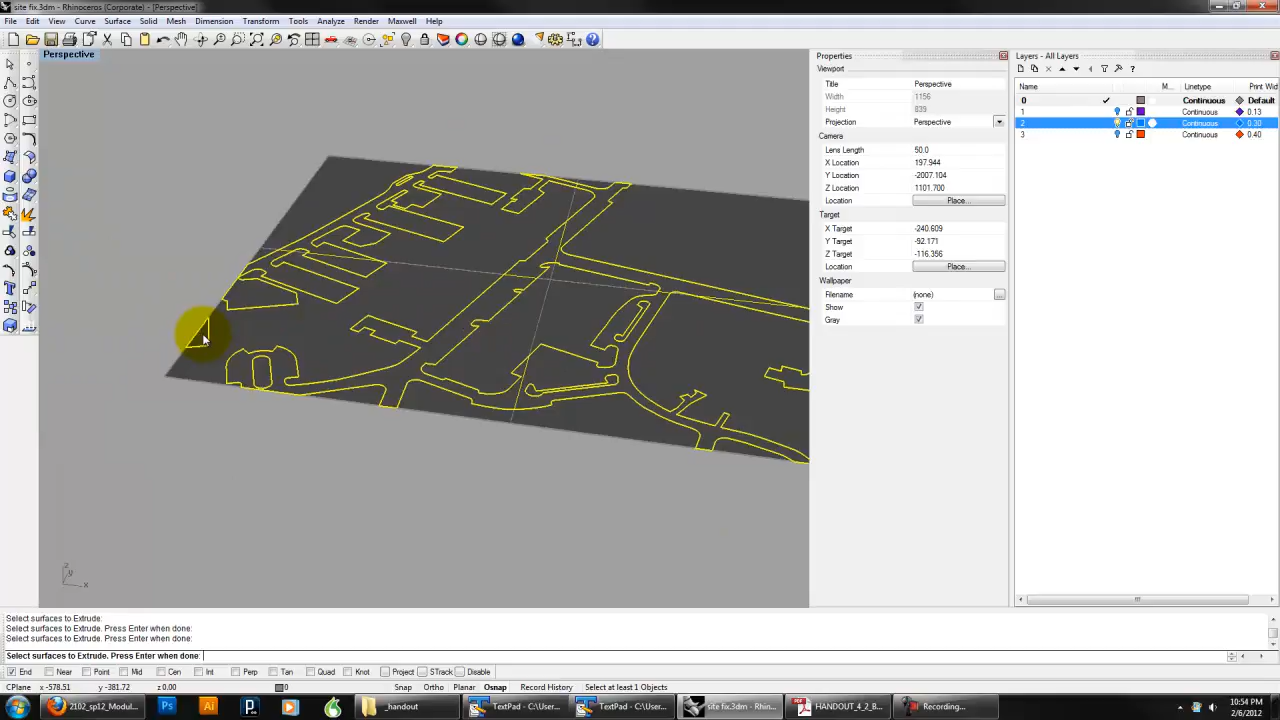 site fix.3dm - Rhinoceros (Corporate) - [Perspective]
File Edit View Curve Surface Solid Mesh Dimension Transform Tools Analyze Render Maxwell Help
Perspective
Properties
Viewport
Title Perspective
Width 1156
Height 839
Projection Perspective
Camera
Lens Length 50.0
X Location 197.944
Y Location -2007.104
Z Location 1101.700
Location Place...
Target
X Target -240.609
Y Target -92.171
Z Target -116.356
Location Place...
Wallpaper
Filename (none)
Show
Gray
Layers - All Layers
Name M... Linetype Print Wid
0 Continuous Default
1 Continuous 0.13
2 Continuous 0.30
3 Continuous 0.40
z
y
x
Select surfaces to Extrude:
Select surfaces to Extrude. Press Enter when done:
Select surfaces to Extrude. Press Enter when done:
Select surfaces to Extrude. Press Enter when done:
End Near Point Mid Cen Int Perp Tan Quad Knot Project STrack Disable
CPlane x -578.51 y -381.72 z 0.00 0 Snap Ortho Planar Osnap Record History Select at least 1 Objects
2102_sp12_Modul... Ps Ai _handout TextPad - C:\User... TextPad - C:\User... site fix.3dm - Rhin... HANDOUT_4_2_B... Recording...
10:54 PM
2/6/2012